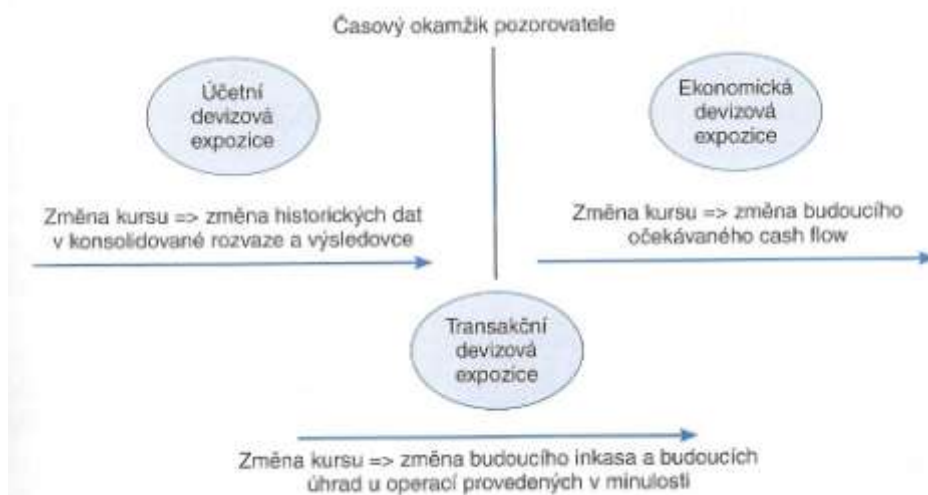 Časový okamžik pozorovatele
Účetní
devizová
expozice
Ekonomická
devizová
expozice
Změna kursu => změna historických dat
v konsolidované rozvaze a výsledovce
Změna kursu => změna budoucího
očekávaného cash flow
Transakční
devizová
expozice
Změna kursu => změna budoucího inkasa a budoucích
úhrad u operací provedených v minulosti